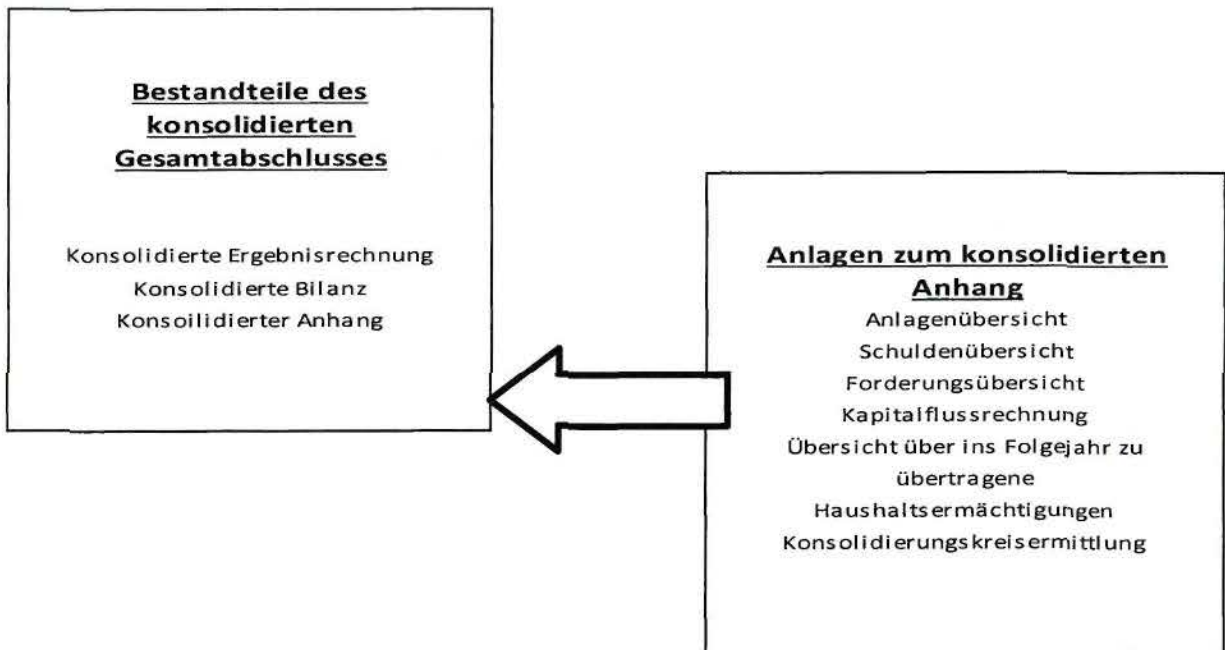 Bestandteile des
konsolidierten
Gesamtabschlusses
Konsolidierte Ergebnisrechnung
Konsolidierte Bilanz
Konsoilidierter Anhang
Anlagen zum konsolidierten
Anhang
Anlagenübersicht
Schuldenübersicht
Forderungsübersicht
Kapitalflussrechnung
Übersicht über ins Folgejahr zu
übertragene
Haushaltsermächtigungen
Konsolidierungskreisermittlung